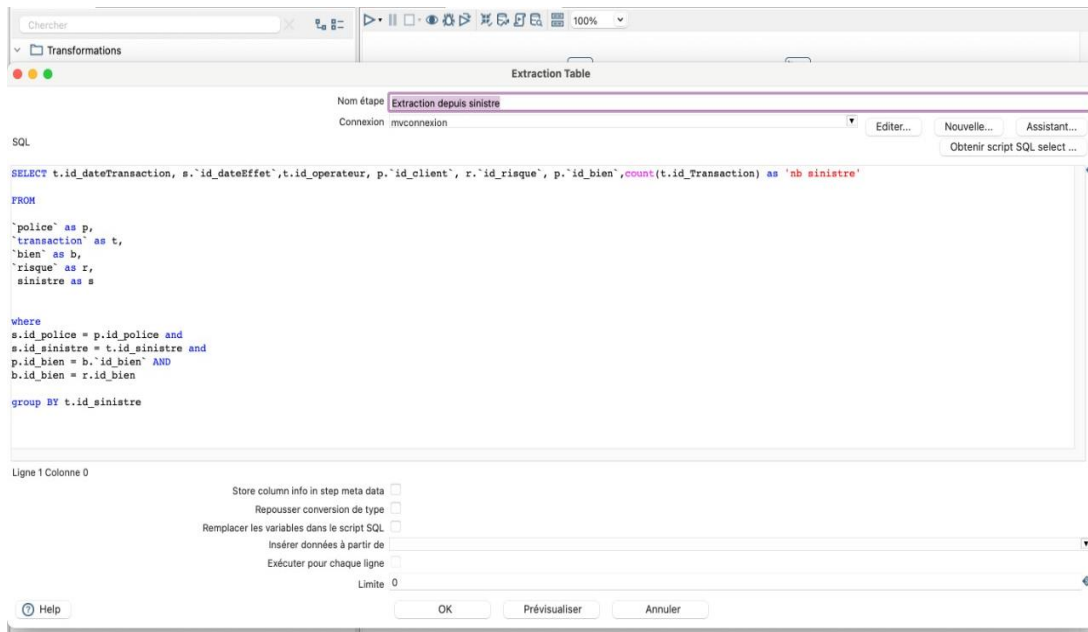 Chercher
100%
Transformations
Extraction Table
Nom étape Extraction depuis sinistre
Connexion mvconnexion
Editer... Nouvelle... Assistant...
SQL
Obtenir script SQL select ...
SELECT t.id_dateTransaction, s.`id_dateEffet`,t.id_operateur, p.`id_client`, r.`id_risque`, p.`id_bien`,count(t.id_Transaction) as 'nb sinistre'
FROM
`police` as p,
`transaction` as t,
`bien` as b,
`risque` as r,
sinistre as s
where
s.id_police = p.id_police and
s.id_sinistre = t.id_sinistre and
p.id_bien = b.`id_bien` AND
b.id_bien = r.id_bien
group BY t.id_sinistre
Ligne 1 Colonne 0
Store column info in step meta data
Repousser conversion de type
Remplacer les variables dans le script SQL
Insérer données à partir de
Exécuter pour chaque ligne
Limite 0
Help OK Prévisualiser Annuler